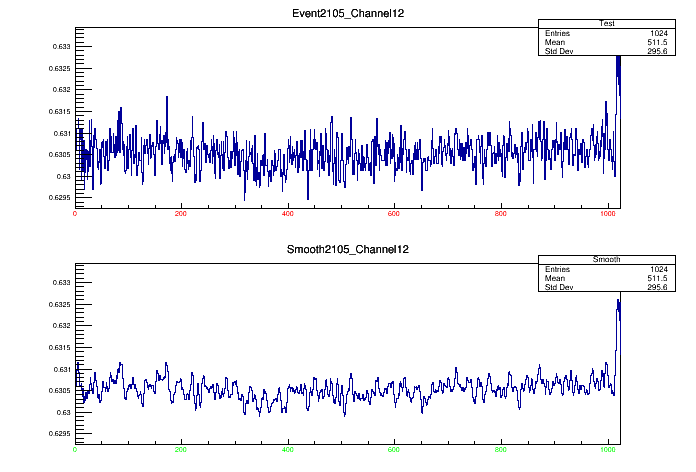 Event2105_Channel12
Test
Entries 1024
Mean 511.5
Std Dev 295.6
0.633
0.6325
0.632
0.6315
0.631
0.6305
0.63
0.6295
0 200 400 600 800 1000
Smooth2105_Channel12
Smooth
Entries 1024
Mean 511.5
Std Dev 295.6
0.633
0.6325
0.632
0.6315
0.631
0.6305
0.63
0.6295
0 200 400 600 800 1000